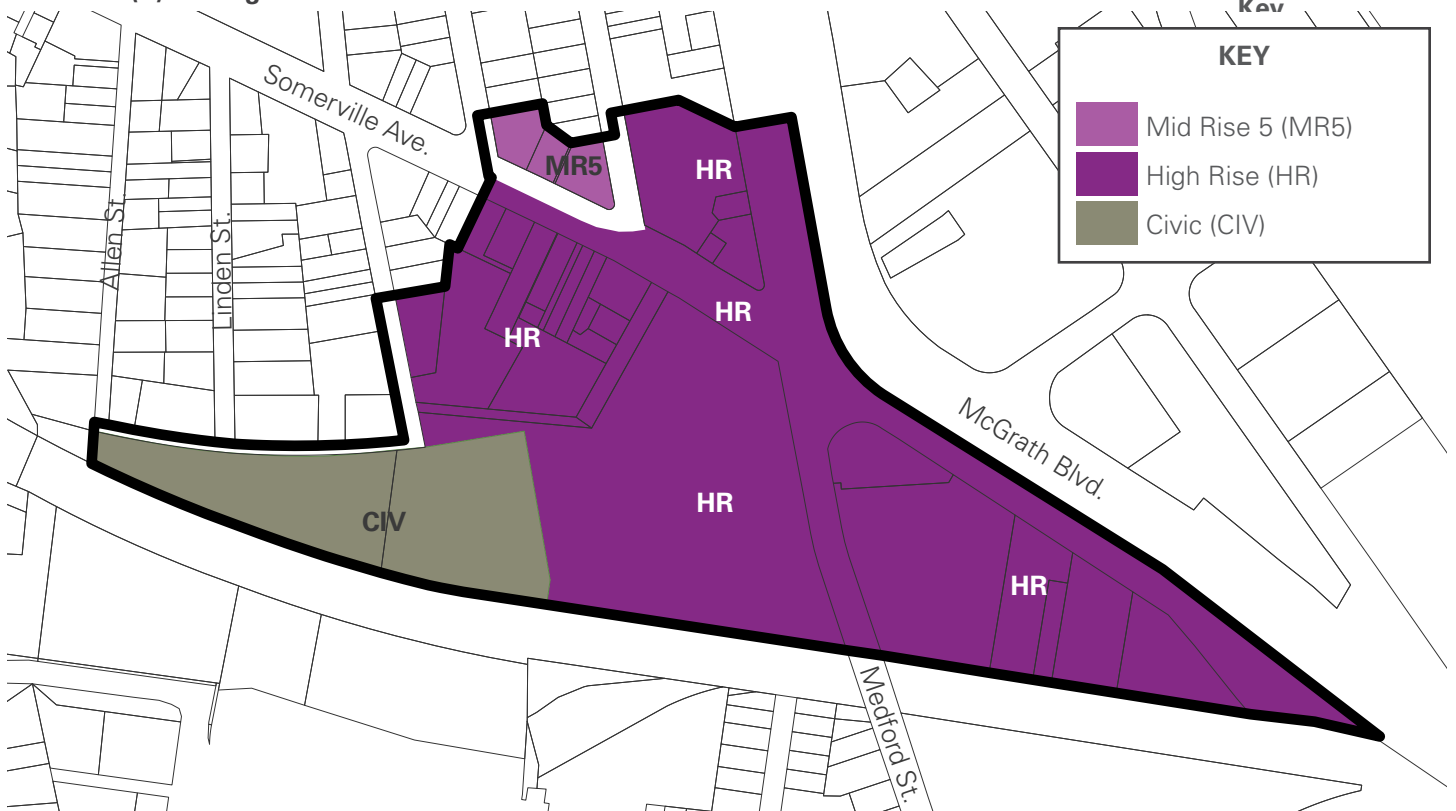 Key
KEY
Mid Rise 5 (MR5)
High Rise (HR)
Civic (CIV)
Somerville Ave.
Allen St.
Linden St.
MR5
HR
HR
HR
HR
HR
CIV
McGrath Blvd.
Medford St.